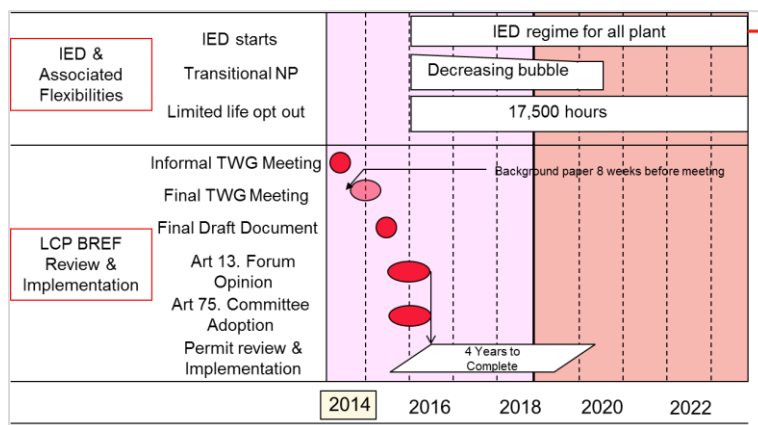 IED &
Associated
Flexibilities
IED starts
IED regime for all plant
Transitional NP
Decreasing bubble
Limited life opt out
17,500 hours
LCP BREF
Review &
Implementation
Informal TWG Meeting
Background paper 8 weeks before meeting
Final TWG Meeting
Final Draft Document
Art 13. Forum
Opinion
Art 75. Committee
Adoption
Permit review &
Implementation
4 Years to
Complete
2014
2016
2018
2020
2022